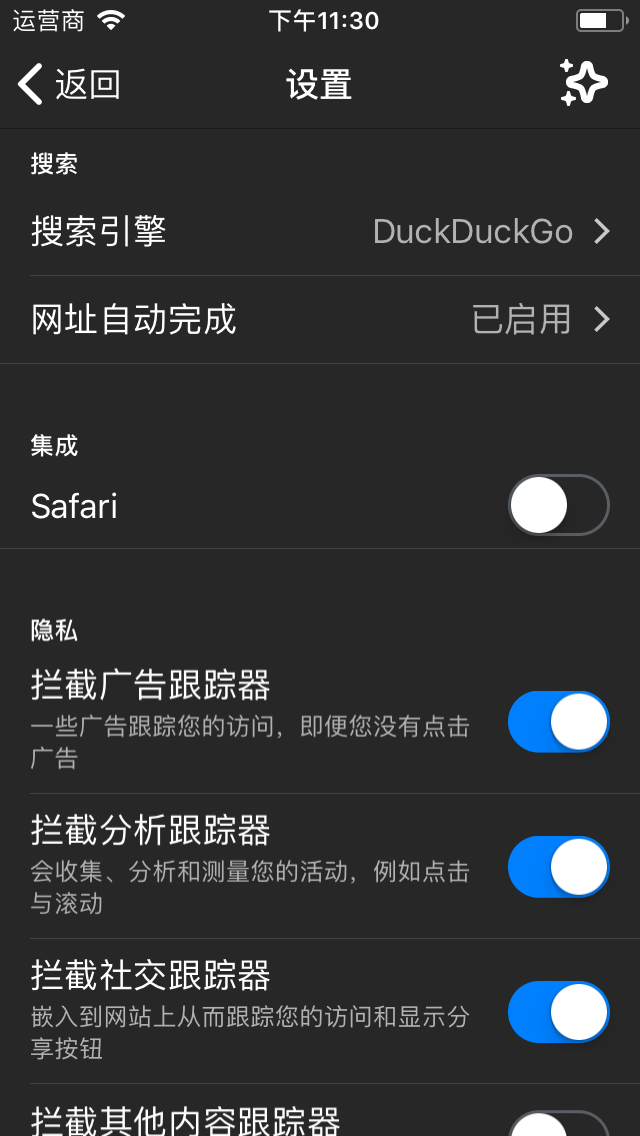 运营商 下午11:30
返回 设置
搜索
搜索引擎 DuckDuckGo
网址自动完成 已启用
集成
Safari
隐私
拦截广告跟踪器
一些广告跟踪您的访问，即便您没有点击
广告
拦截分析跟踪器
会收集、分析和测量您的活动，例如点击
与滚动
拦截社交跟踪器
嵌入到网站上从而跟踪您的访问和显示分
享按钮
拦截其他内容跟踪器